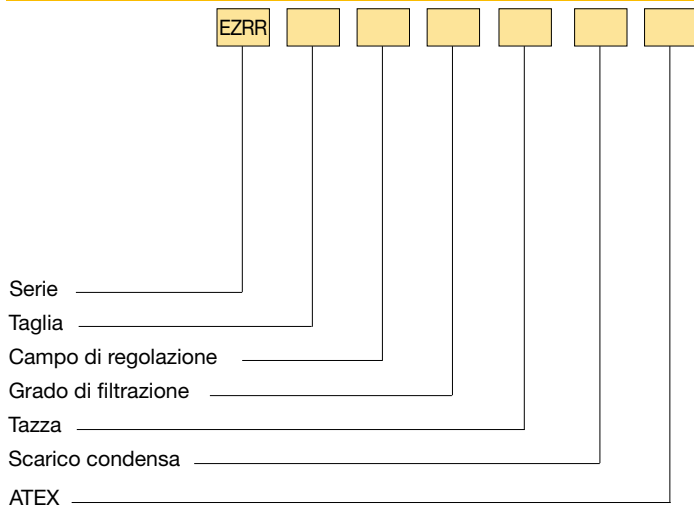 EZRR
Serie
Taglia
Campo di regolazione
Grado di filtrazione
Tazza
Scarico condensa
ATEX